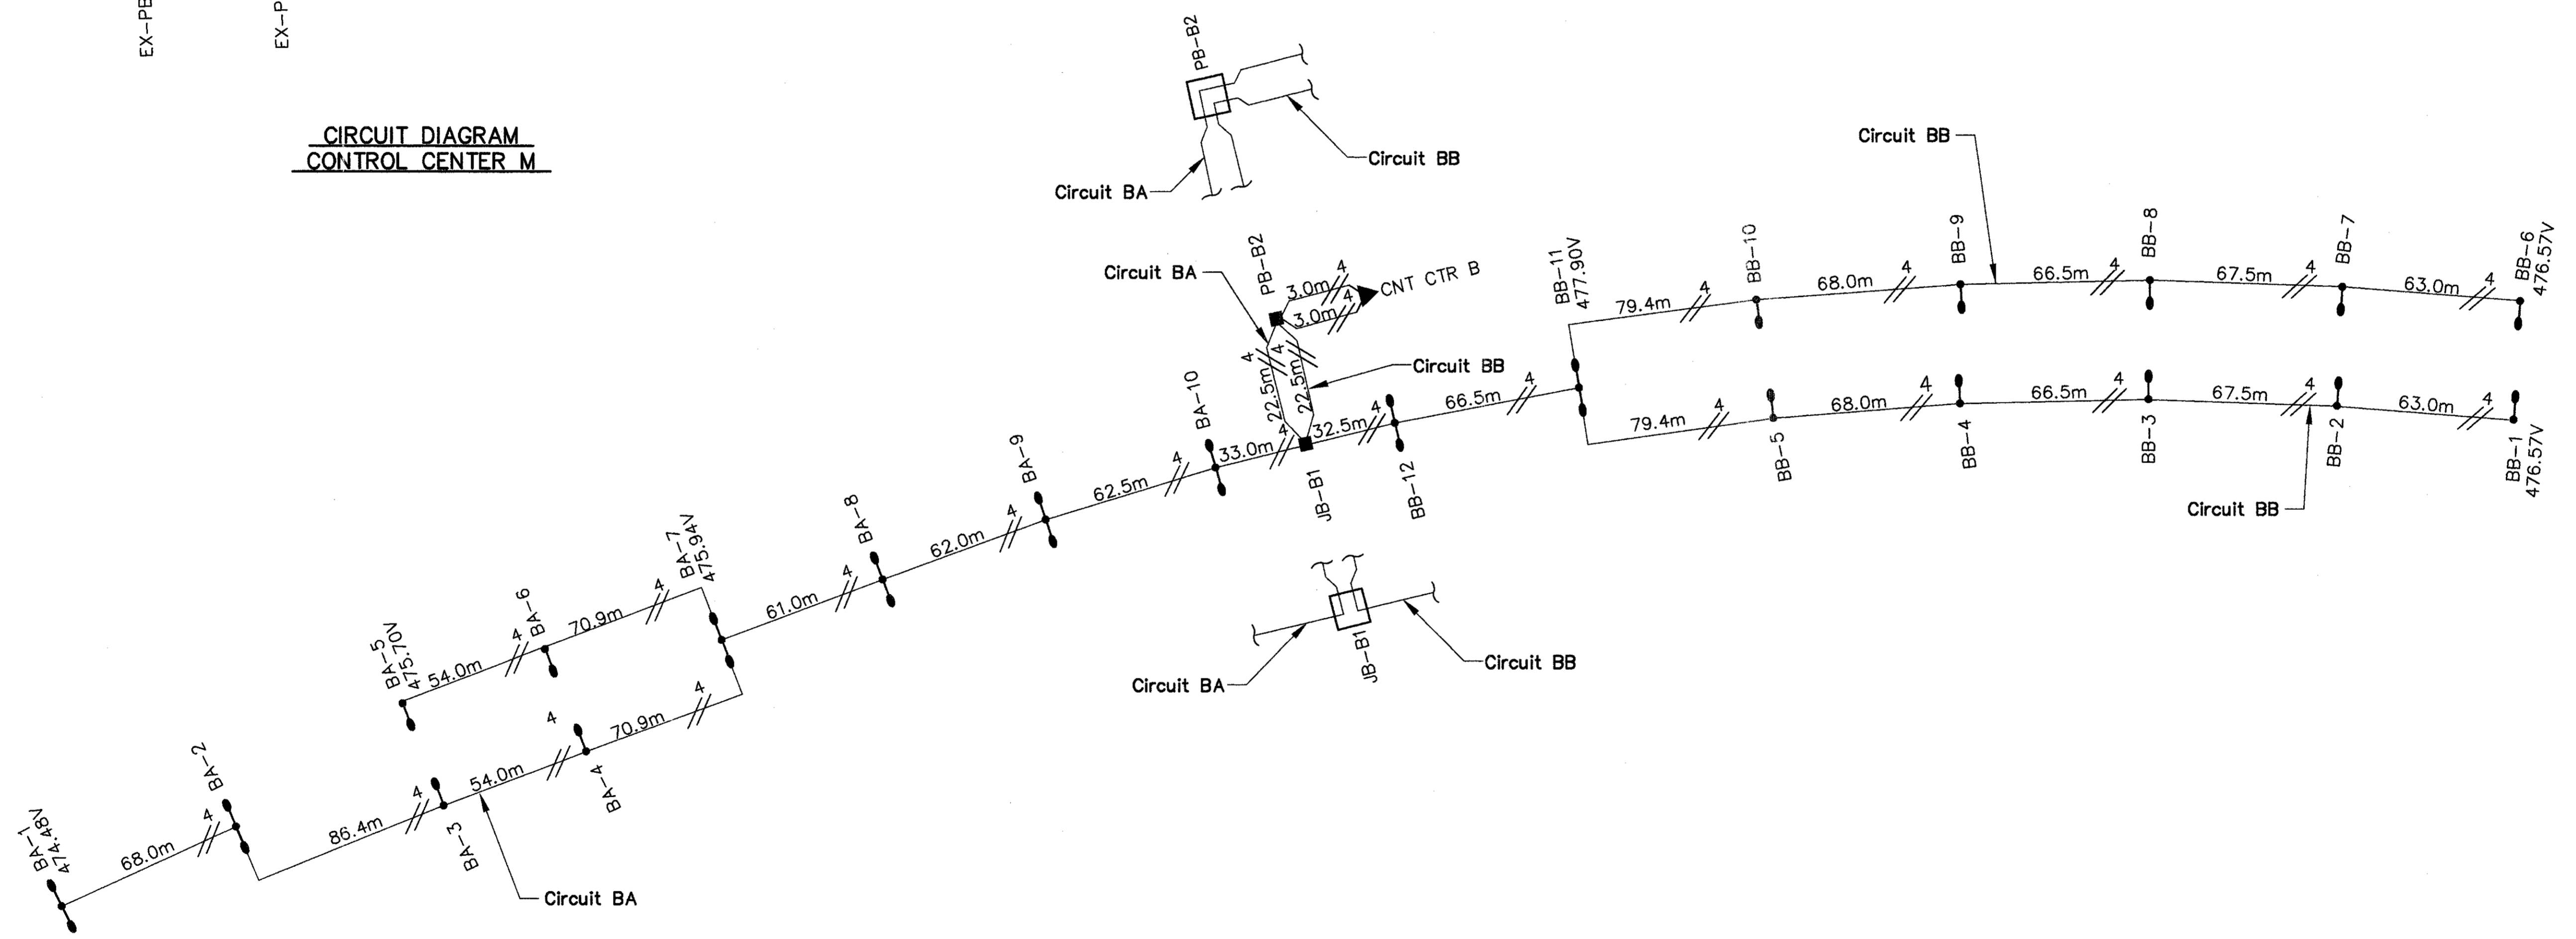 EX-PB
EX-P
CIRCUIT DIAGRAM
CONTROL CENTER M
PB-B2
Circuit BB
Circuit BA
Circuit BB
Circuit BA
PB-B2
3.0m
4
3.0m
4
CNT CTR B
4
22.5m
4
22.5m
Circuit BB
BB-11
477.90V
79.4m
4
BB-10
68.0m
4
BB-9
66.5m
4
BB-8
67.5m
4
BB-7
63.0m
4
BB-6
476.57V
79.4m
4
BB-5
68.0m
4
BB-4
66.5m
4
BB-3
67.5m
4
BB-2
63.0m
4
BB-1
476.57V
Circuit BB
66.5m
4
BB-12
32.5m
4
JB-B1
33.0m
4
BA-10
62.5m
4
BA-9
62.0m
4
BA-8
61.0m
4
BA-7
475.94V
70.9m
4
BA-6
54.0m
4
BA-5
475.70V
70.9m
4
BA-4
54.0m
4
BA-3
86.4m
4
BA-2
68.0m
4
BA-1
474.48V
Circuit BA
Circuit BA
JB-B1
Circuit BB